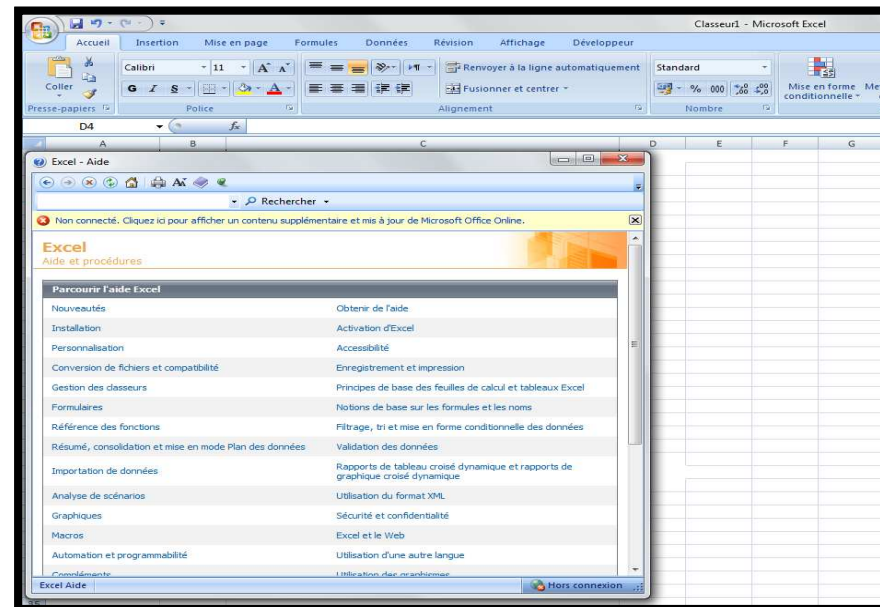 Classeur1 - Microsoft Excel
Accueil Insertion Mise en page Formules Données Révision Affichage Développeur
Coller
Calibri 11 A A
Renvoyer à la ligne automatiquement
Standard
G I S A
Fusionner et centrer
% 000 ,00 ,0
Mise en forme
conditionnelle
Presse-papiers Police Alignement Nombre
D4 fx
A B C D E F G
Excel - Aide
Rechercher
Non connecté. Cliquez ici pour afficher un contenu supplémentaire et mis à jour de Microsoft Office Online.
Excel
Aide et procédures
Parcourir l'aide Excel
Nouveautés Obtenir de l'aide
Installation Activation d'Excel
Personnalisation Accessibilité
Conversion de fichiers et compatibilité Enregistrement et impression
Gestion des classeurs Principes de base des feuilles de calcul et tableaux Excel
Formulaires Notions de base sur les formules et les noms
Référence des fonctions Filtrage, tri et mise en forme conditionnelle des données
Résumé, consolidation et mise en mode Plan des données Validation des données
Importation de données Rapports de tableau croisé dynamique et rapports de
graphique croisé dynamique
Analyse de scénarios Utilisation du format XML
Graphiques Sécurité et confidentialité
Macros Excel et le Web
Automation et programmabilité Utilisation d'une autre langue
Compléments Utilisation des graphismes
Excel Aide Hors connexion